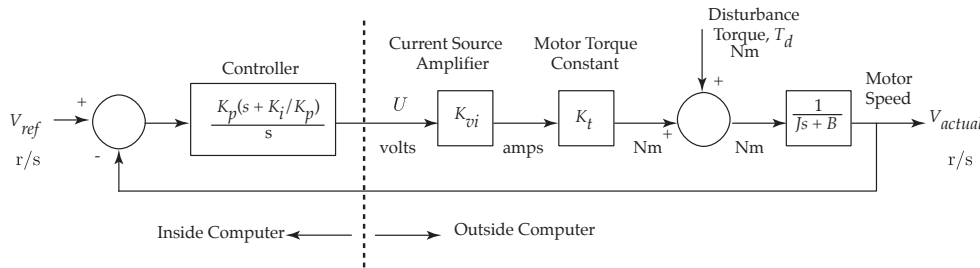 Disturbance
Torque, T_d
Nm
Current Source
Amplifier
Motor Torque
Constant
Controller
Motor
Speed
+
V_ref
r/s
-
K_p(s + K_i/K_p)
s
U
volts
K_vi
amps
K_t
Nm
+
+
Nm
1
Js + B
V_actual
r/s
Inside Computer
Outside Computer